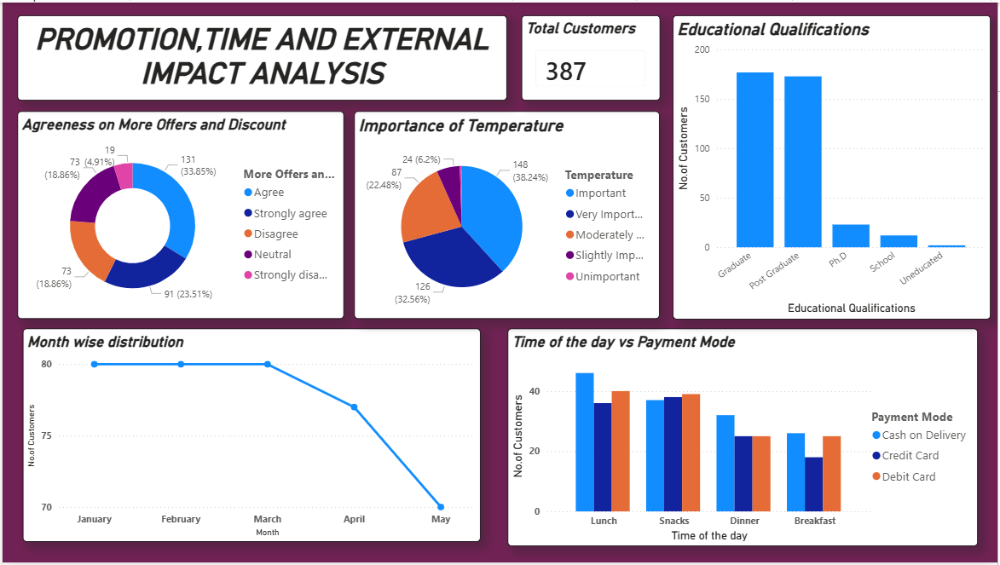 PROMOTION,TIME AND EXTERNAL
IMPACT ANALYSIS
Total Customers
387
Educational Qualifications
200
150
100
50
0
No.of Customers
Graduate
Post Graduate
Ph.D
School
Uneducated
Educational Qualifications
Agreeness on More Offers and Discount
19
(4.91%)
131
(33.85%)
73
(18.86%)
73
(18.86%)
91 (23.51%)
More Offers an...
Agree
Strongly agree
Disagree
Neutral
Strongly disa...
Importance of Temperature
24 (6.2%)
148
(38.24%)
87
(22.48%)
126
(32.56%)
Temperature
Important
Very Import...
Moderately ...
Slightly Imp...
Unimportant
Month wise distribution
80
75
70
No.of Customers
January
February
March
April
May
Month
Time of the day vs Payment Mode
40
20
0
No.of Customers
Lunch
Snacks
Dinner
Breakfast
Time of the day
Payment Mode
Cash on Delivery
Credit Card
Debit Card